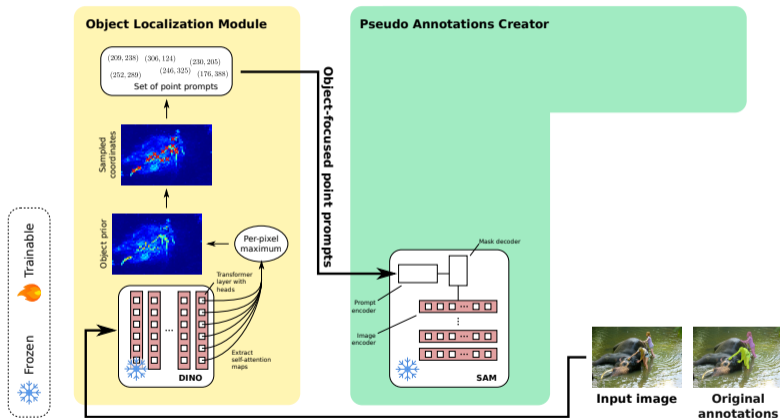 Object Localization Module
Pseudo Annotations Creator
(209, 238) (306, 124) (230, 205)
(252, 289) (246, 325) (176, 388)
Set of point prompts
Object-focused point prompts
Sampled
coordinates
Object prior
Per-pixel
maximum
Transformer
layer with
heads
...
Extract
self-attention
maps
DINO
Mask decoder
Prompt
encoder
Image
encoder
...
...
...
...
SAM
Trainable
Frozen
Input image
Original
annotations